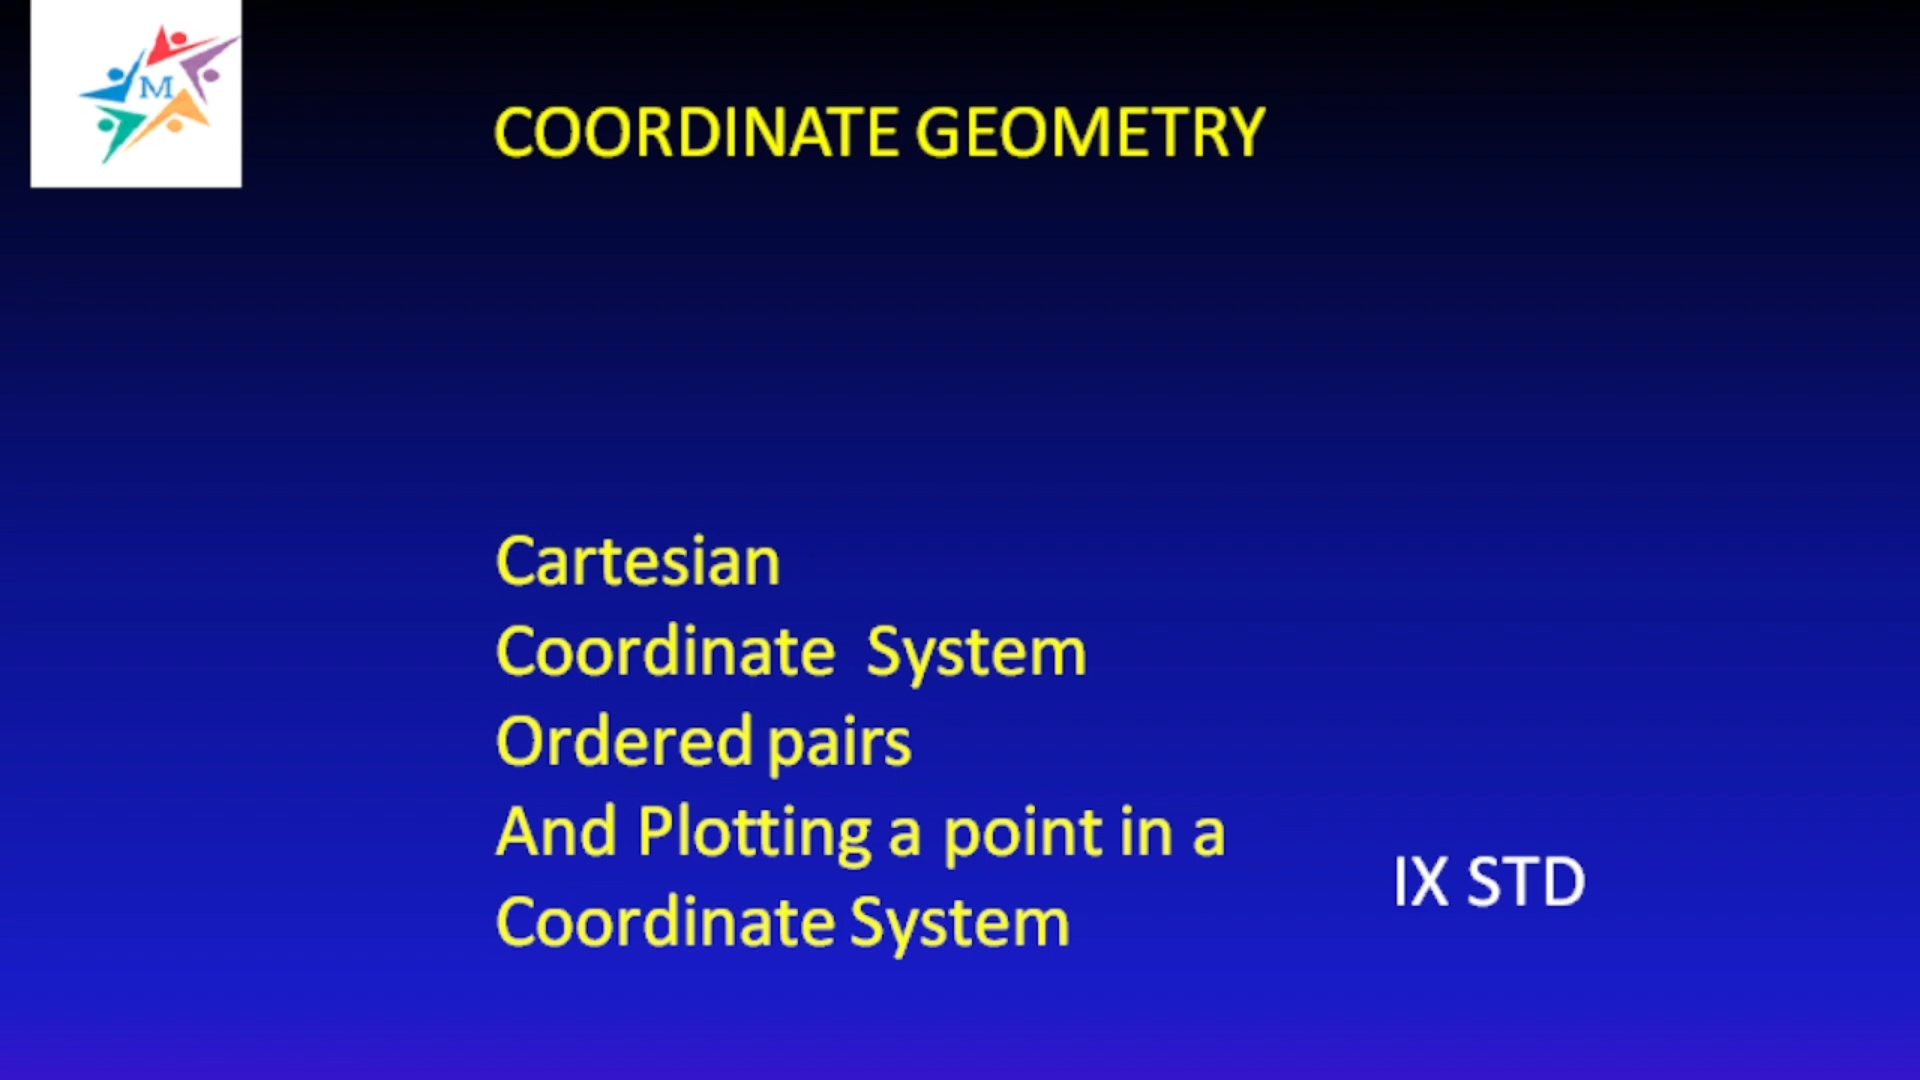 M
COORDINATE GEOMETRY
Cartesian
Coordinate System
Ordered pairs
And Plotting a point in a
Coordinate System
IX STD